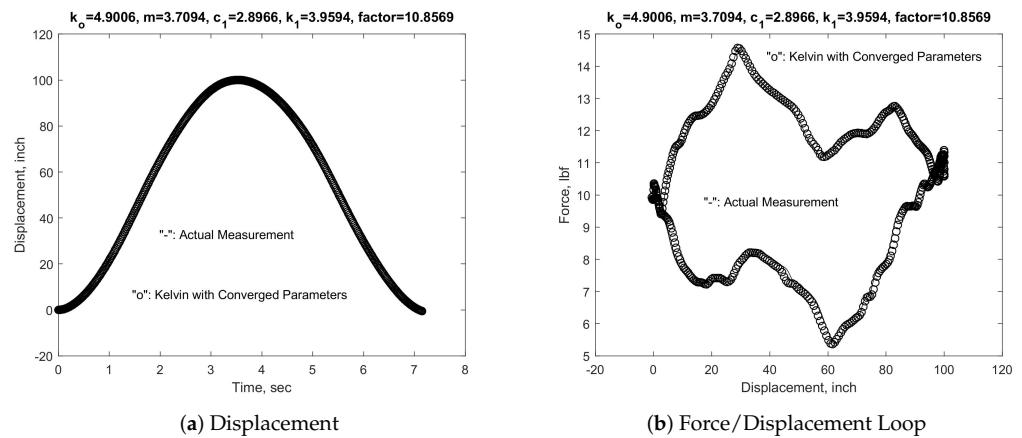 k_o=4.9006, m=3.7094, c_1=2.8966, k_1=3.9594, factor=10.8569
120
100
80
60
40
20
0
-20
Displacement, inch
"-": Actual Measurement
"o": Kelvin with Converged Parameters
0 1 2 3 4 5 6 7 8
Time, sec
(a) Displacement
k_o=4.9006, m=3.7094, c_1=2.8966, k_1=3.9594, factor=10.8569
15
14
13
12
11
10
9
8
7
6
5
Force, lbf
"o": Kelvin with Converged Parameters
"-": Actual Measurement
-20 0 20 40 60 80 100 120
Displacement, inch
(b) Force/Displacement Loop